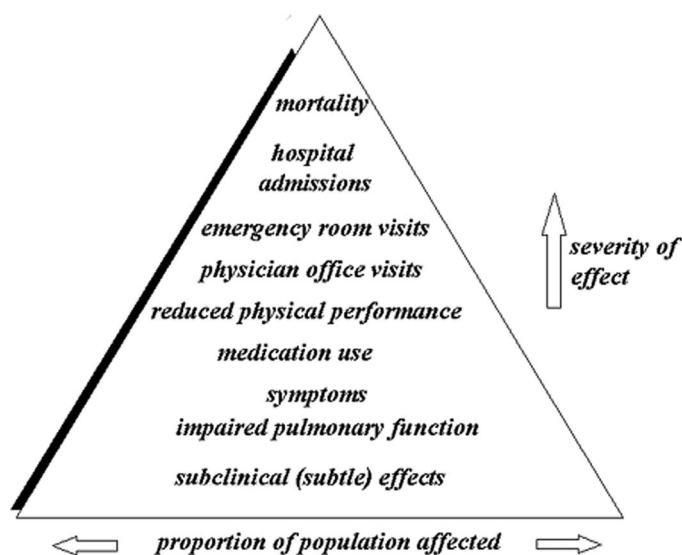 mortality
hospital
admissions
emergency room visits
physician office visits
reduced physical performance
medication use
symptoms
impaired pulmonary function
subclinical (subtle) effects
severity of
effect
proportion of population affected